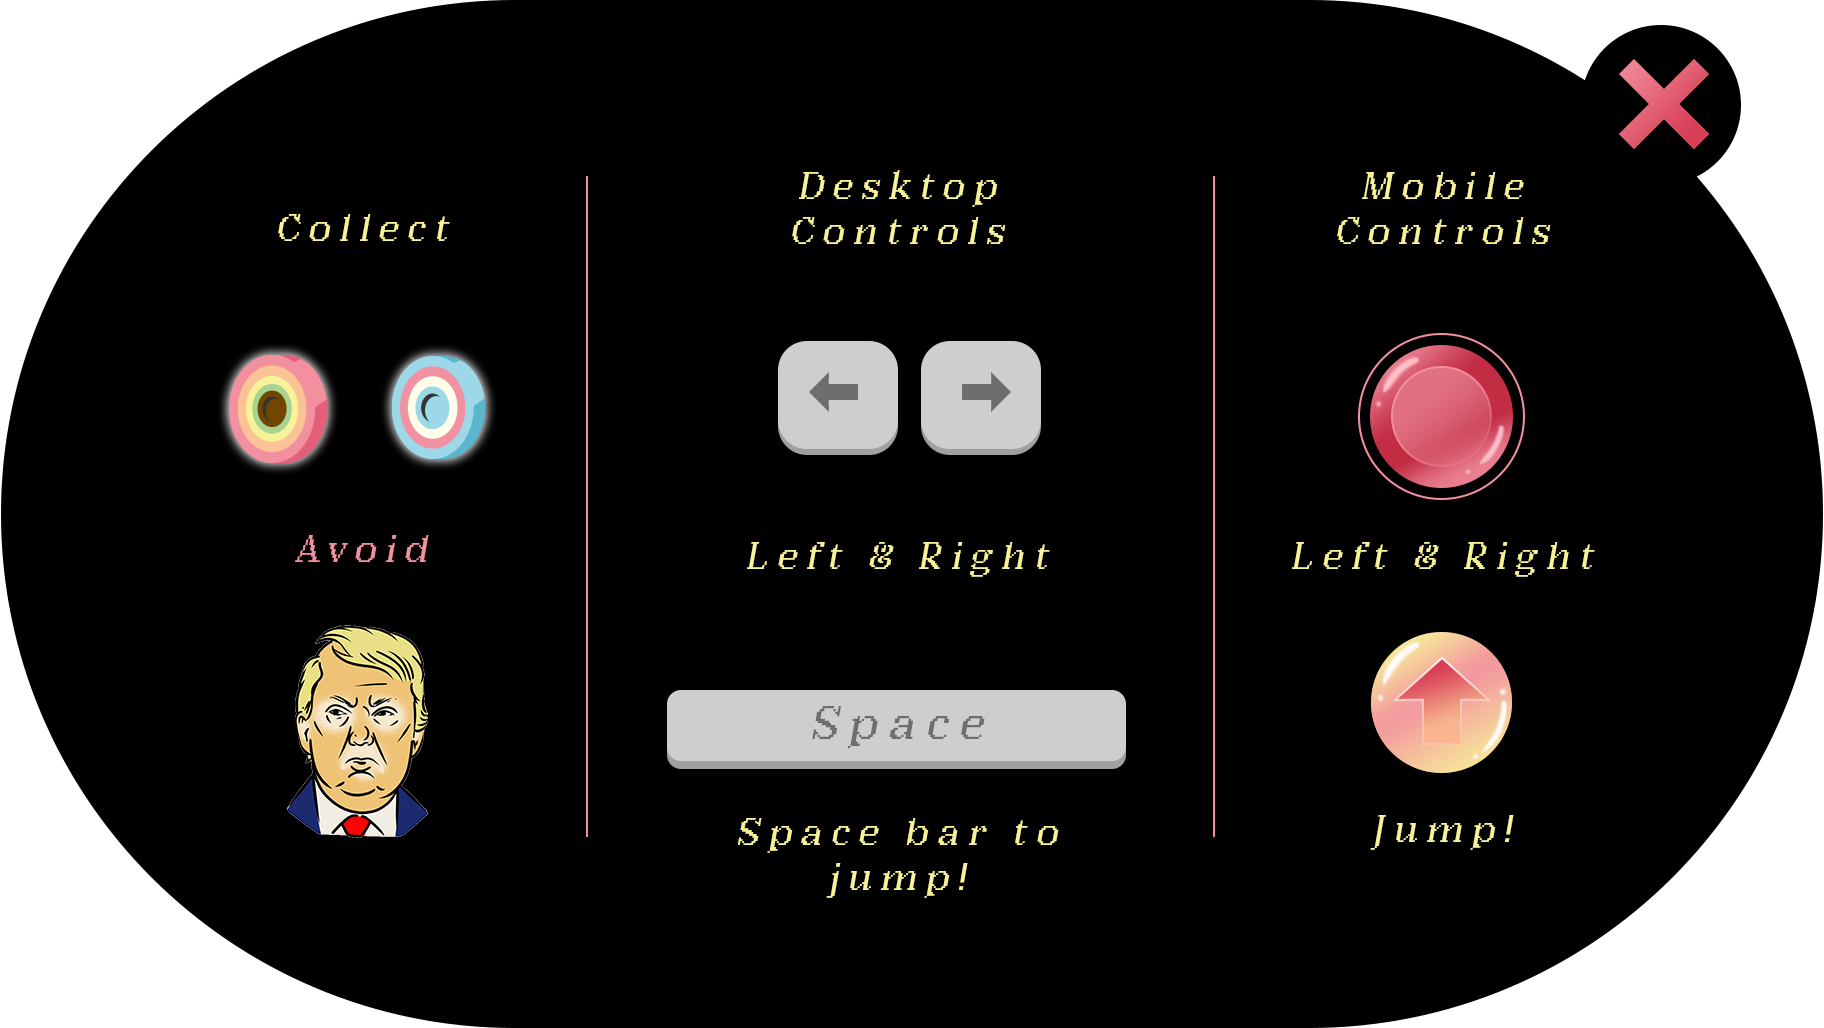 Collect
Avoid
Desktop
Controls
Left & Right
Space
Space bar to
jump!
Mobile
Controls
Left & Right
Jump!